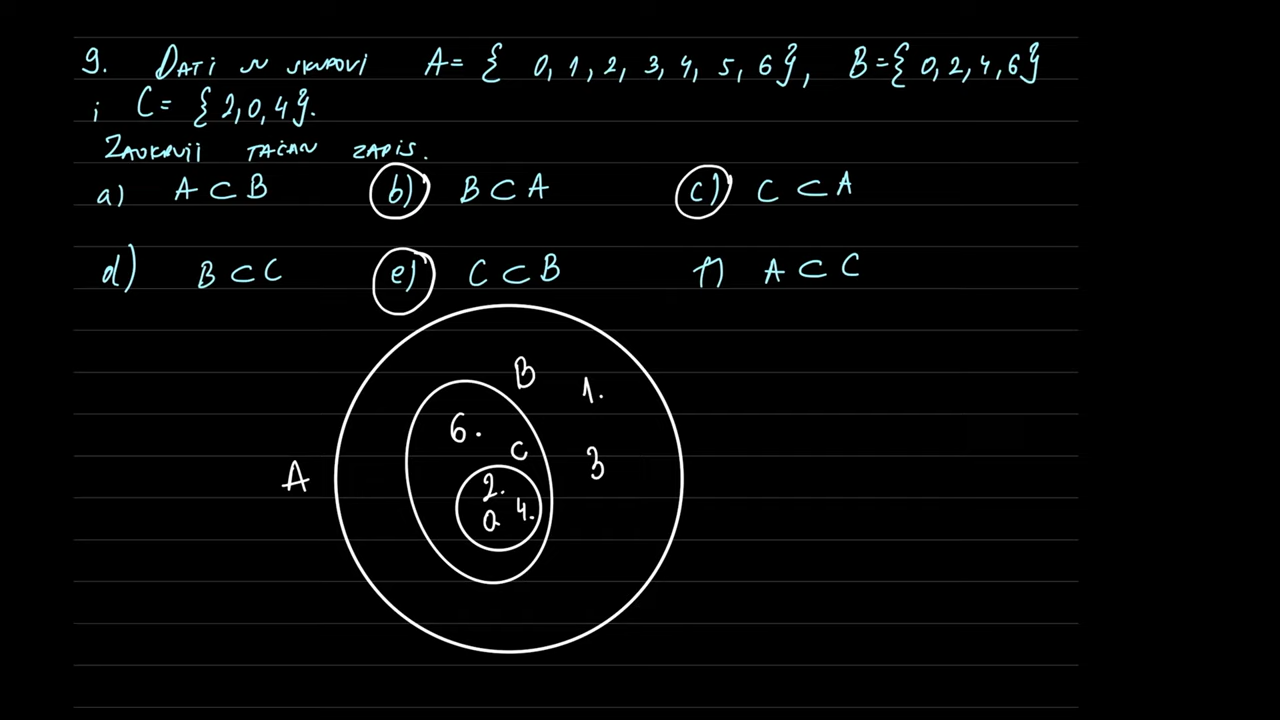 9. DATI SU SKUPOVI A = { 0, 1, 2, 3, 4, 5, 6}, B = { 0, 2, 4, 6}
i C = { 2, 0, 4}.
ZAOKRUŽI TAČAN ZAPIS.
a) A ⊂ B b) B ⊂ A c) C ⊂ A
d) B ⊂ C e) C ⊂ B f) A ⊂ C
B
1.
6.
C
3
A
2.
0 4.